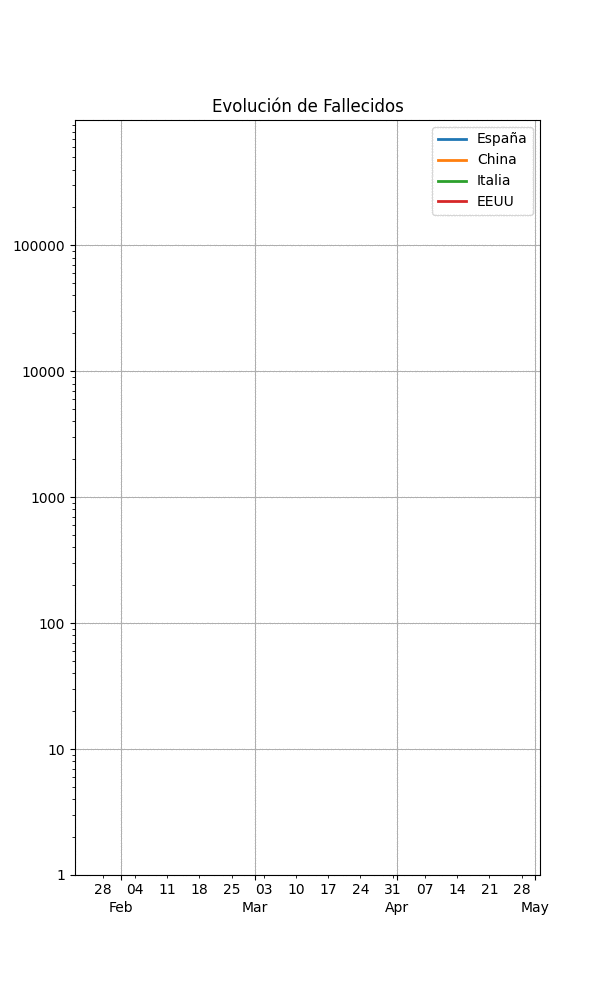 Evolución de Fallecidos
España
China
Italia
EEUU
100000
10000
1000
100
10
1
28 04 11 18 25 03 10 17 24 31 07 14 21 28
Feb Mar Apr May